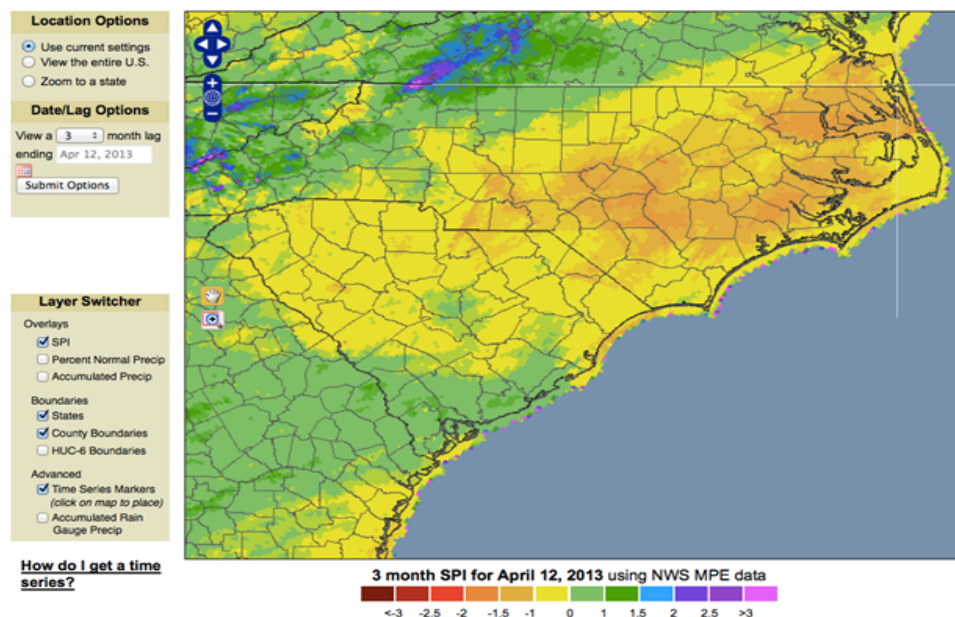 Location Options
Use current settings
View the entire U.S.
Zoom to a state
Date/Lag Options
View a 3 month lag
ending Apr 12, 2013
Submit Options
Layer Switcher
Overlays
SPI
Percent Normal Precip
Accumulated Precip
Boundaries
States
County Boundaries
HUC-6 Boundaries
Advanced
Time Series Markers
(click on map to place)
Accumulated Rain
Gauge Precip
How do I get a time
series?
3 month SPI for April 12, 2013 using NWS MPE data
<-3 -2.5 -2 -1.5 -1 0 1 1.5 2 2.5 >3